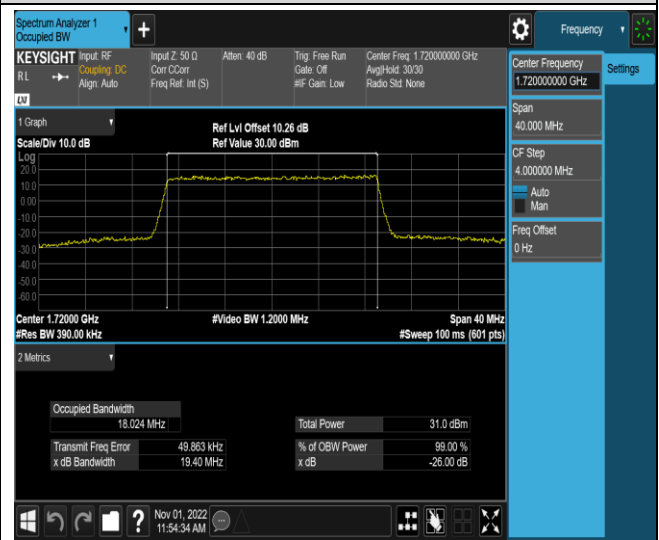 Spectrum Analyzer 1
Occupied BW
+
Frequency
KEYSIGHT
R L
LXI
Input: RF
Coupling: DC
Align: Auto
Input Z: 50 Ω
Corr CCorr
Freq Ref: Int (S)
Atten: 40 dB
Trig: Free Run
Gate: Off
#IF Gain: Low
Center Freq: 1.720000000 GHz
Avg|Hold: 30/30
Radio Std: None
Center Frequency
1.720000000 GHz
Settings
Span
40.000 MHz
CF Step
4.000000 MHz
Auto
Man
Freq Offset
0 Hz
1 Graph
Scale/Div 10.0 dB
Ref Lvl Offset 10.26 dB
Ref Value 30.00 dBm
Log
20.0
10.0
0.00
-10.0
-20.0
-30.0
-40.0
-50.0
-60.0
Center 1.72000 GHz
#Video BW 1.2000 MHz
Span 40 MHz
#Res BW 390.00 kHz
#Sweep 100 ms (601 pts)
2 Metrics
Occupied Bandwidth
18.024 MHz
Total Power 31.0 dBm
Transmit Freq Error 49.863 kHz
% of OBW Power 99.00 %
x dB Bandwidth 19.40 MHz
x dB -26.00 dB
?
Nov 01, 2022
11:54:34 AM